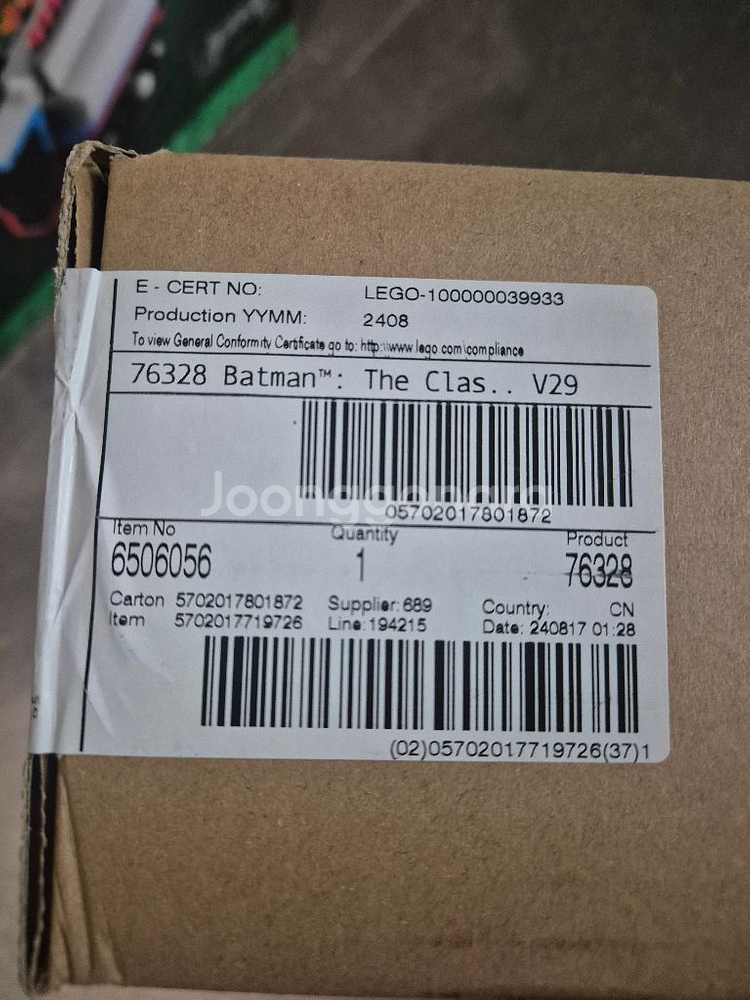 E - CERT NO: LEGO-100000039933
Production YYMM: 2408
To view General Conformity Certificate go to: http:\\www.lego.com\compliance
76328 Batman™: The Clas.. V29
Joonggonara
05702017801872
Item No Quantity Product
6506056 1 76328
Carton 5702017801872 Supplier: 689 Country: CN
Item 5702017719726 Line: 194215 Date: 240817 01:28
(02)05702017719726(37)1